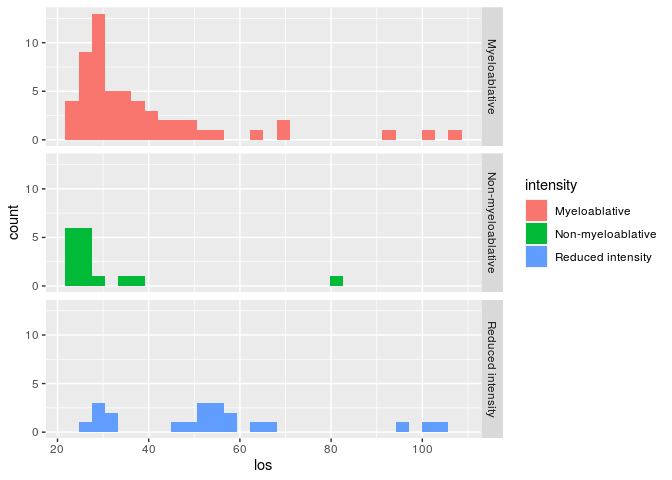 10
5
0
Myeloablative
10
5
0
Non-myeloablative
10
5
0
Reduced intensity
20 40 60 80 100
los
count
intensity
Myeloablative
Non-myeloablative
Reduced intensity